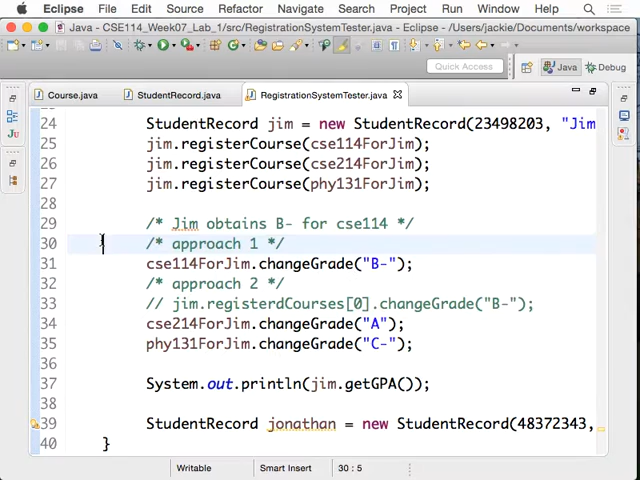 Eclipse File Edit Source Refactor Navigate Search Project Run Window Help
Java - CSE114_Week07_Lab_1/src/RegistrationSystemTester.java - Eclipse - /Users/jackie/Documents/workspace
Quick Access Java Debug
Course.java StudentRecord.java RegistrationSystemTester.java
24 StudentRecord jim = new StudentRecord(23498203, "Jim
25 jim.registerCourse(cse114ForJim);
26 jim.registerCourse(cse214ForJim);
27 jim.registerCourse(phy131ForJim);
28
29 /* Jim obtains B- for cse114 */
30 /* approach 1 */
31 cse114ForJim.changeGrade("B-");
32 /* approach 2 */
33 // jim.registerdCourses[0].changeGrade("B-");
34 cse214ForJim.changeGrade("A");
35 phy131ForJim.changeGrade("C-");
36
37 System.out.println(jim.getGPA());
38
39 StudentRecord jonathan = new StudentRecord(48372343,
40 }
Writable Smart Insert 30 : 5